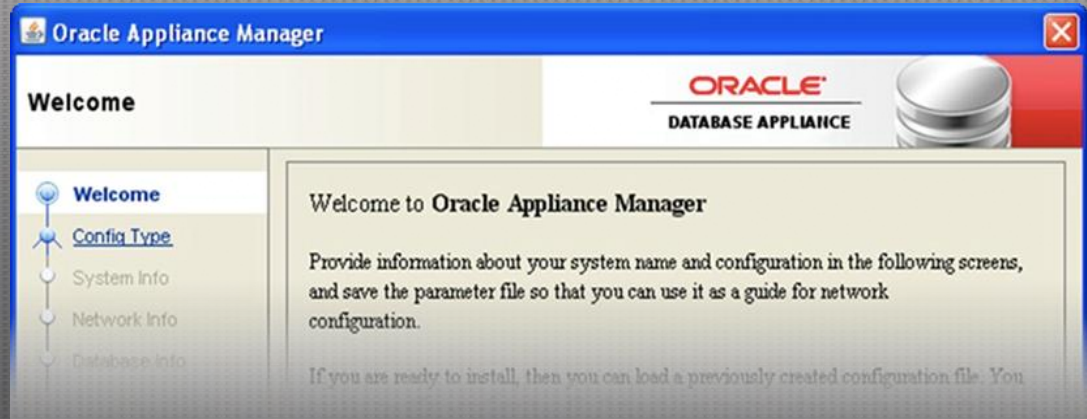 Oracle Appliance Manager
Welcome
ORACLE
DATABASE APPLIANCE
Welcome
Config Type
System Info
Network Info
Database Info
Welcome to Oracle Appliance Manager
Provide information about your system name and configuration in the following screens,
and save the parameter file so that you can use it as a guide for network
configuration.
If you are ready to install, then you can load a previously created configuration file. You